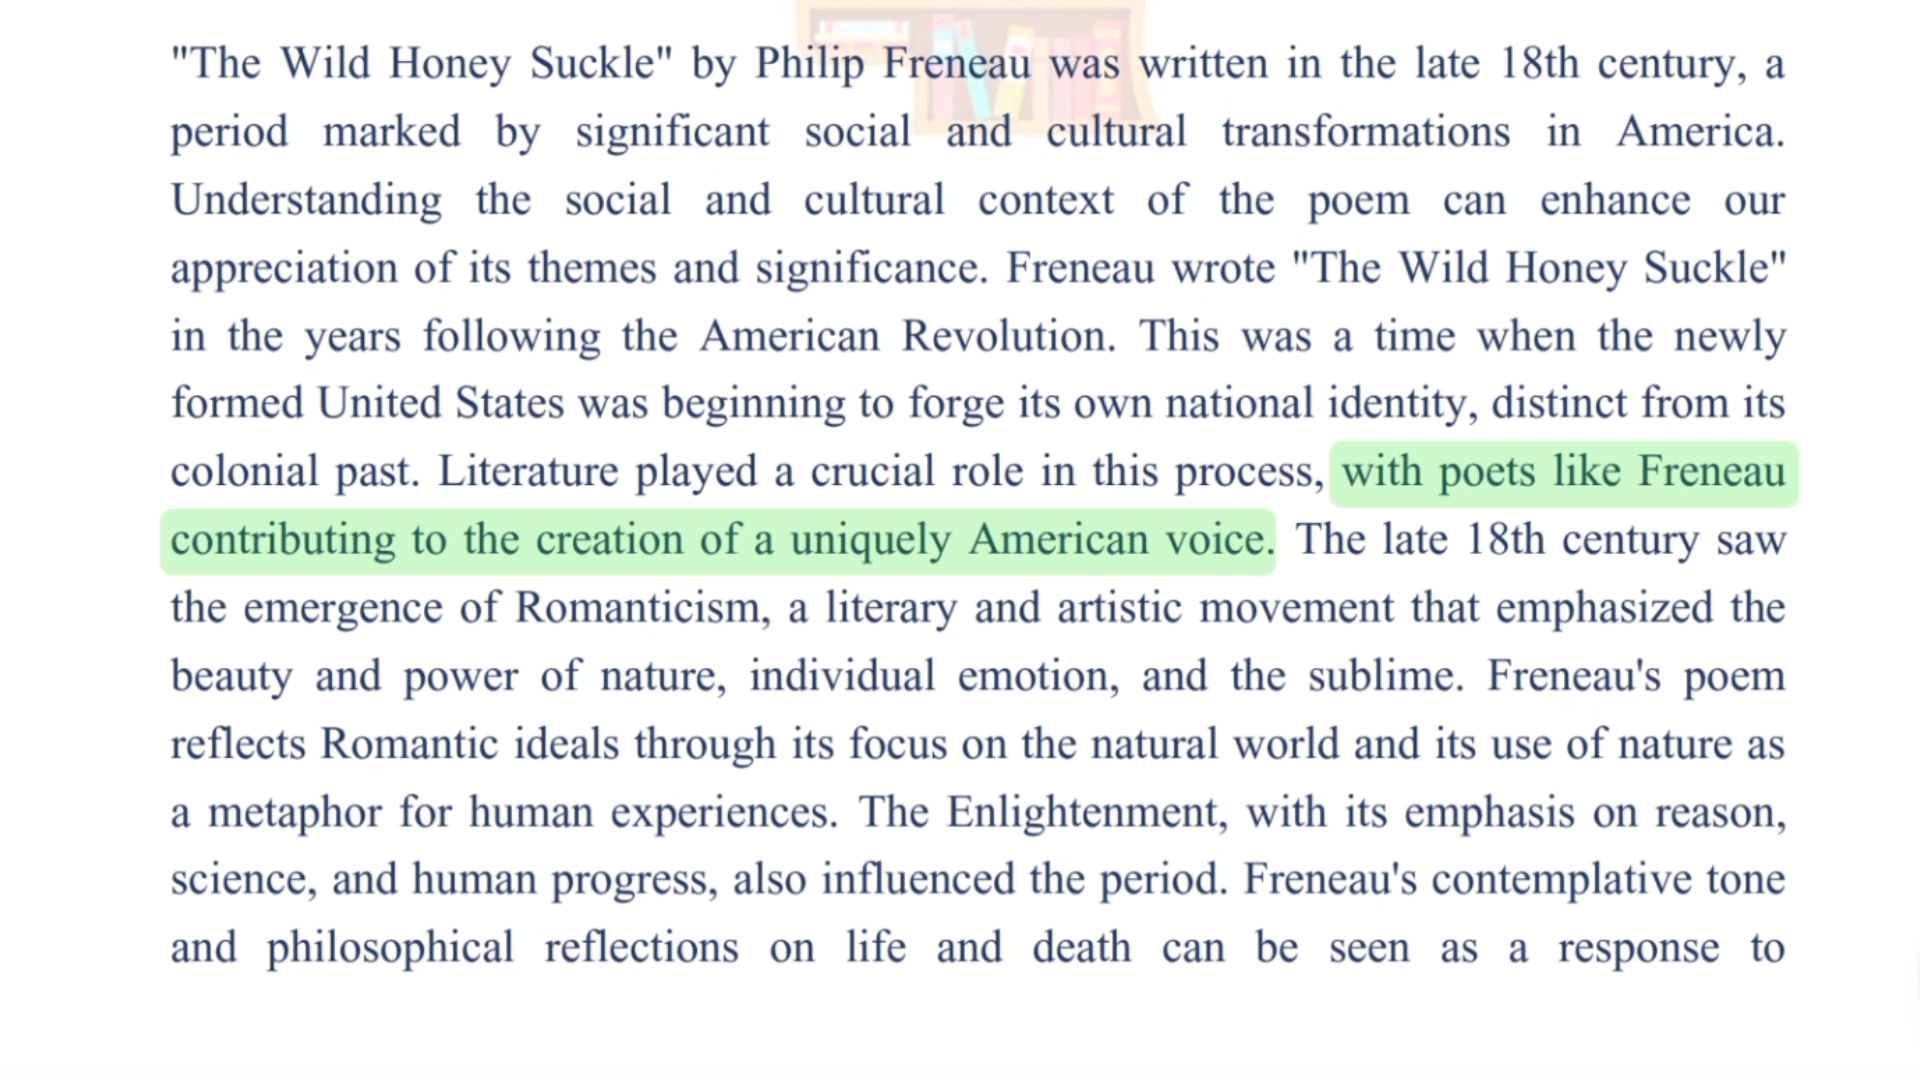 "The Wild Honey Suckle" by Philip Freneau was written in the late 18th century, a
period marked by significant social and cultural transformations in America.
Understanding the social and cultural context of the poem can enhance our
appreciation of its themes and significance. Freneau wrote "The Wild Honey Suckle"
in the years following the American Revolution. This was a time when the newly
formed United States was beginning to forge its own national identity, distinct from its
colonial past. Literature played a crucial role in this process, with poets like Freneau
contributing to the creation of a uniquely American voice. The late 18th century saw
the emergence of Romanticism, a literary and artistic movement that emphasized the
beauty and power of nature, individual emotion, and the sublime. Freneau's poem
reflects Romantic ideals through its focus on the natural world and its use of nature as
a metaphor for human experiences. The Enlightenment, with its emphasis on reason,
science, and human progress, also influenced the period. Freneau's contemplative tone
and philosophical reflections on life and death can be seen as a response to